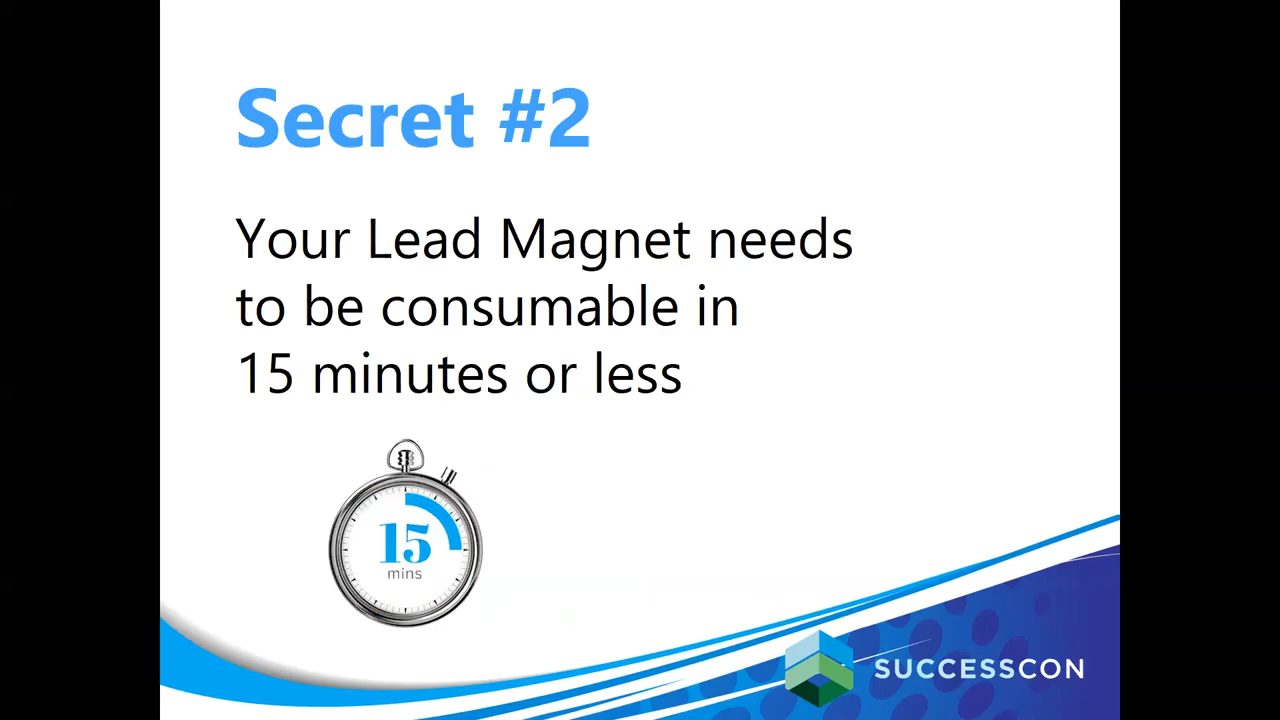 Secret #2
Your Lead Magnet needs
to be consumable in
15 minutes or less
15
mins
SUCCESSCON